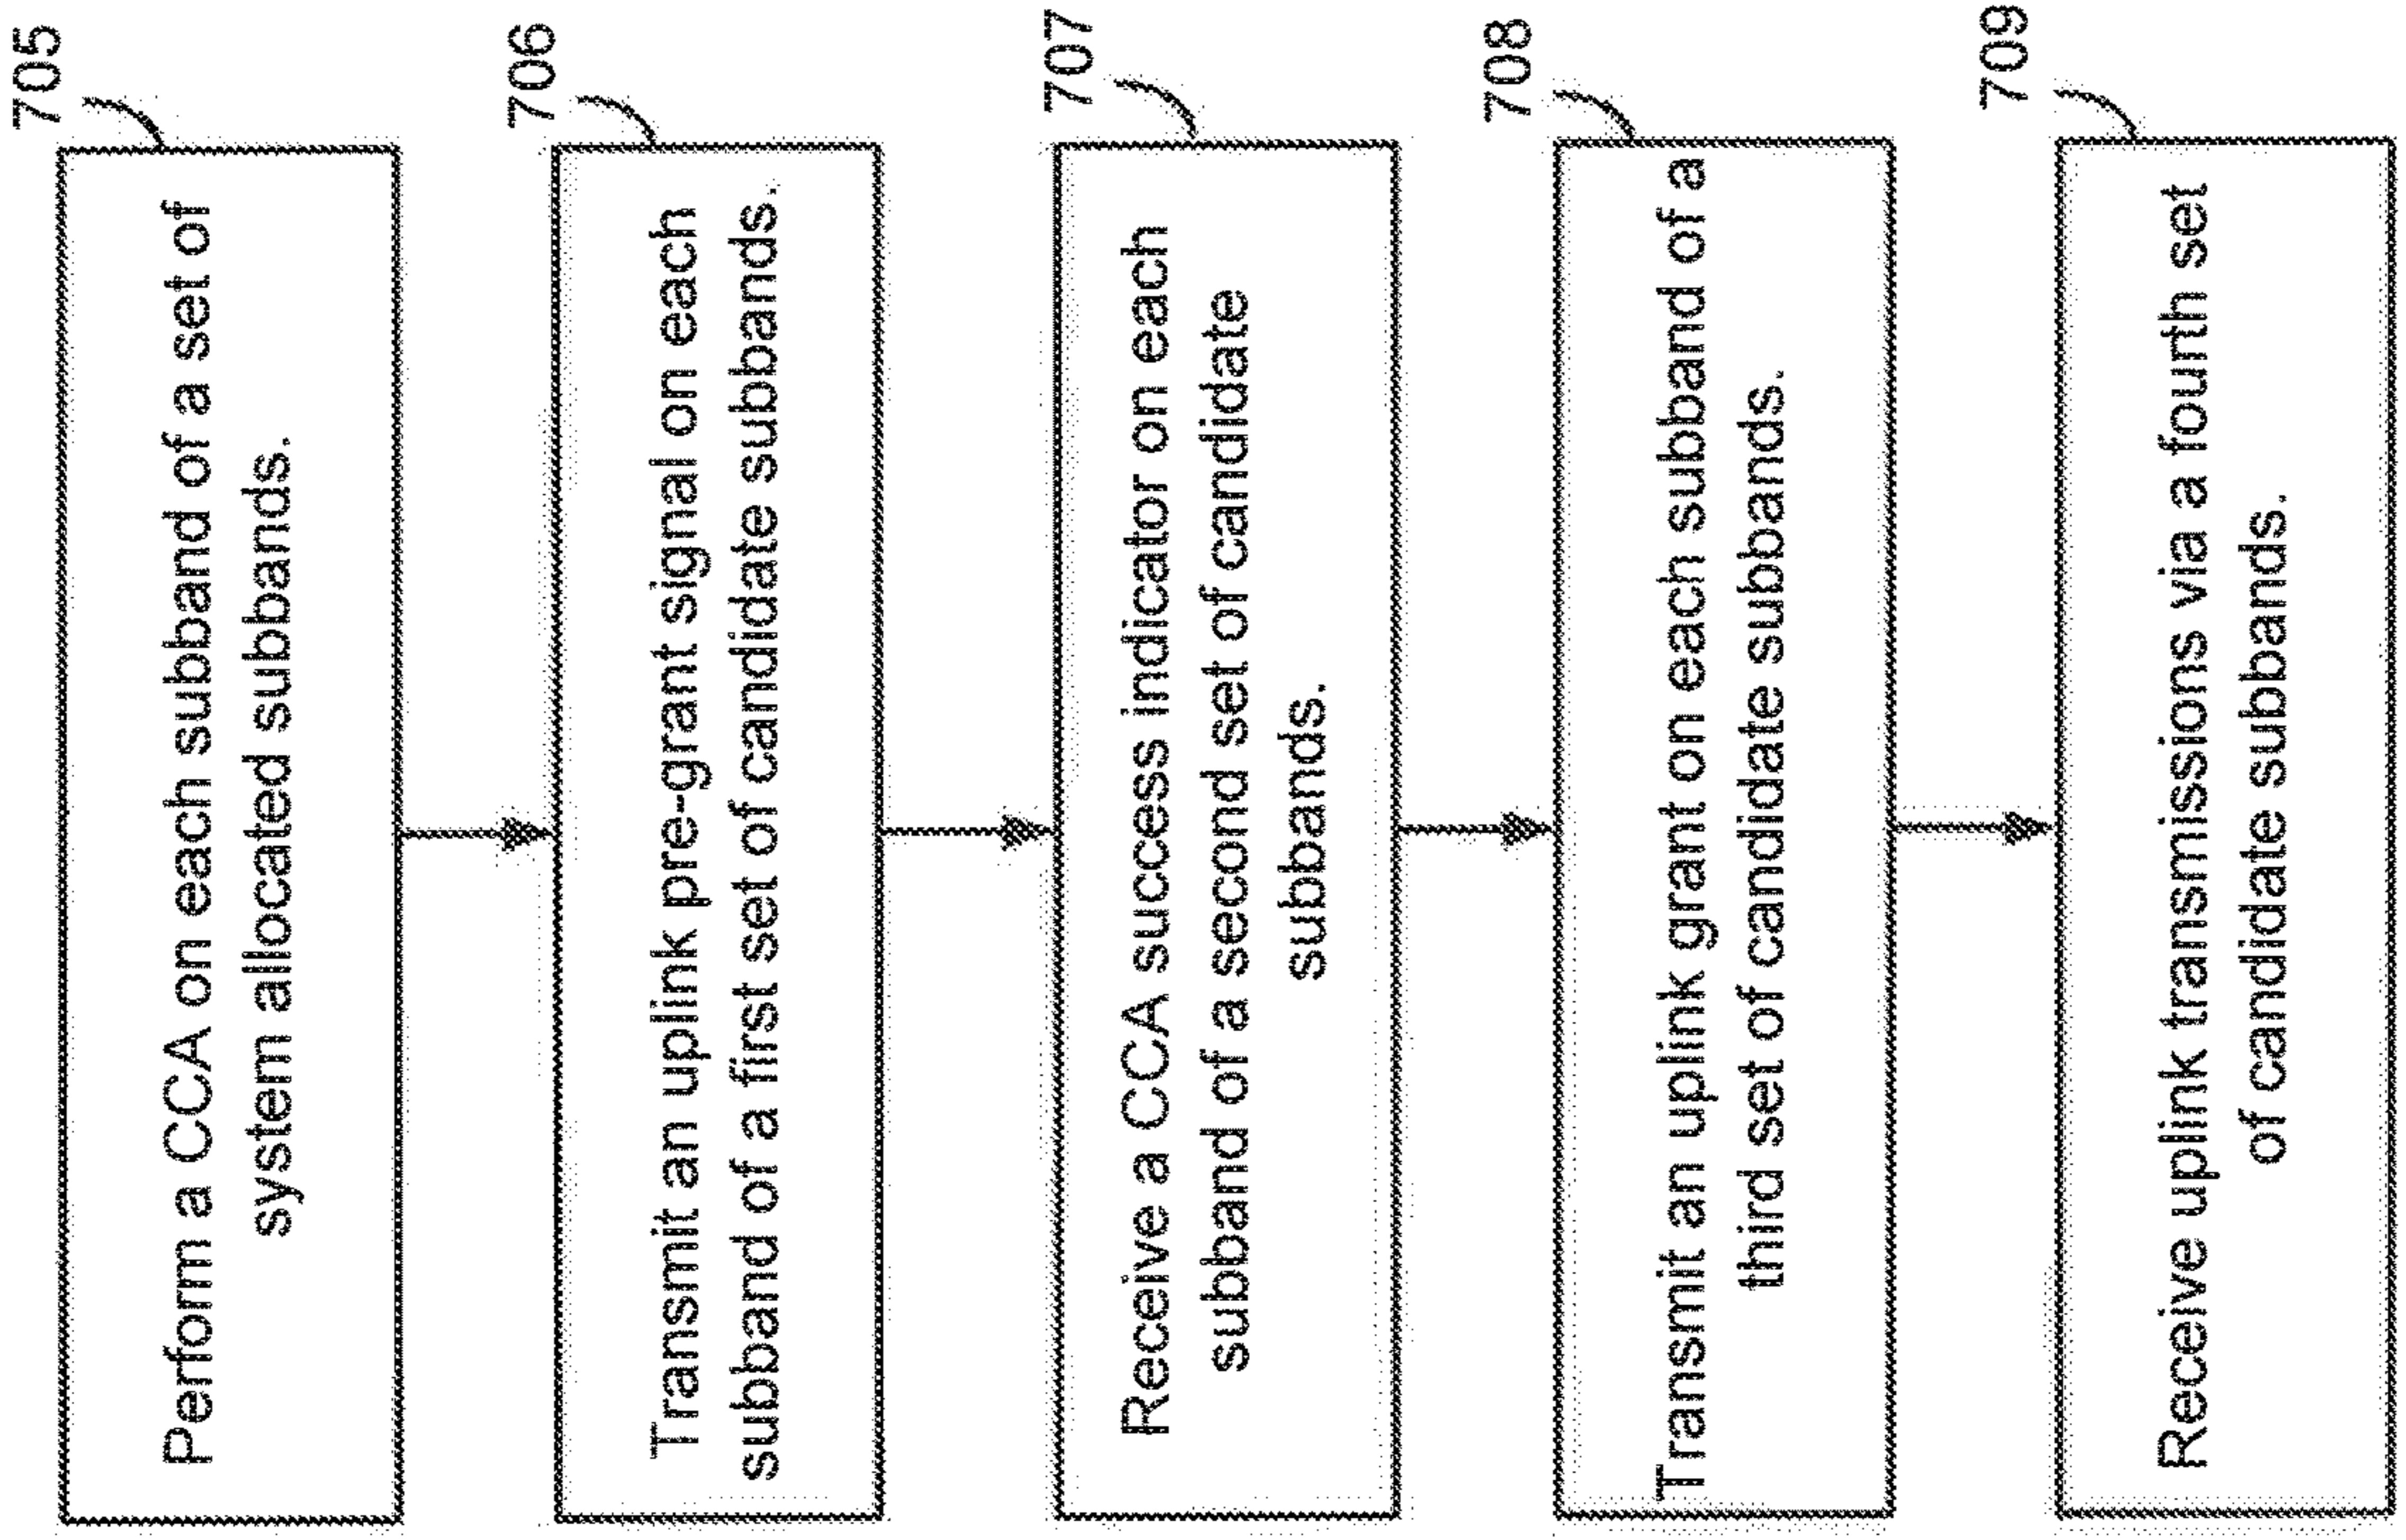 705
Perform a CCA on each subband of a set of
system allocated subbands.
706
Transmit an uplink pre-grant signal on each
subband of a first set of candidate subbands.
707
Receive a CCA success indicator on each
subband of a second set of candidate
subbands.
708
Transmit an uplink grant on each subband of a
third set of candidate subbands.
709
Receive uplink transmissions via a fourth set
of candidate subbands.